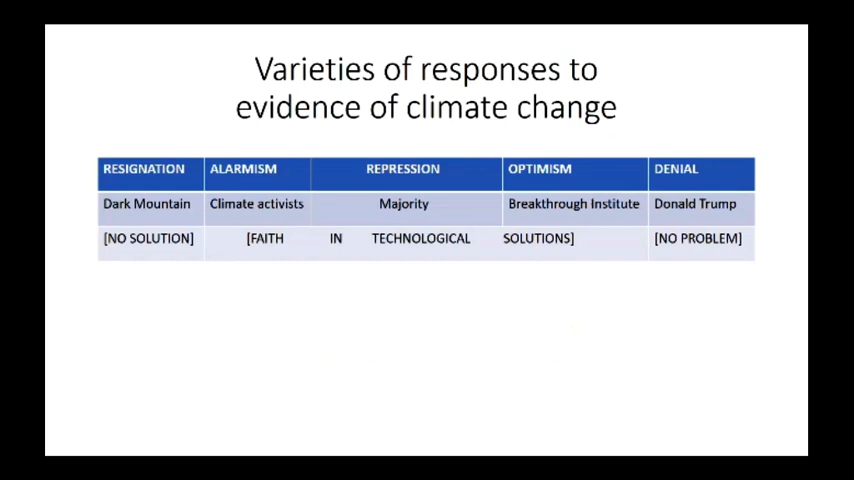 Varieties of responses to
evidence of climate change
RESIGNATION ALARMISM REPRESSION OPTIMISM DENIAL
Dark Mountain Climate activists Majority Breakthrough Institute Donald Trump
[NO SOLUTION] [FAITH IN TECHNOLOGICAL SOLUTIONS] [NO PROBLEM]